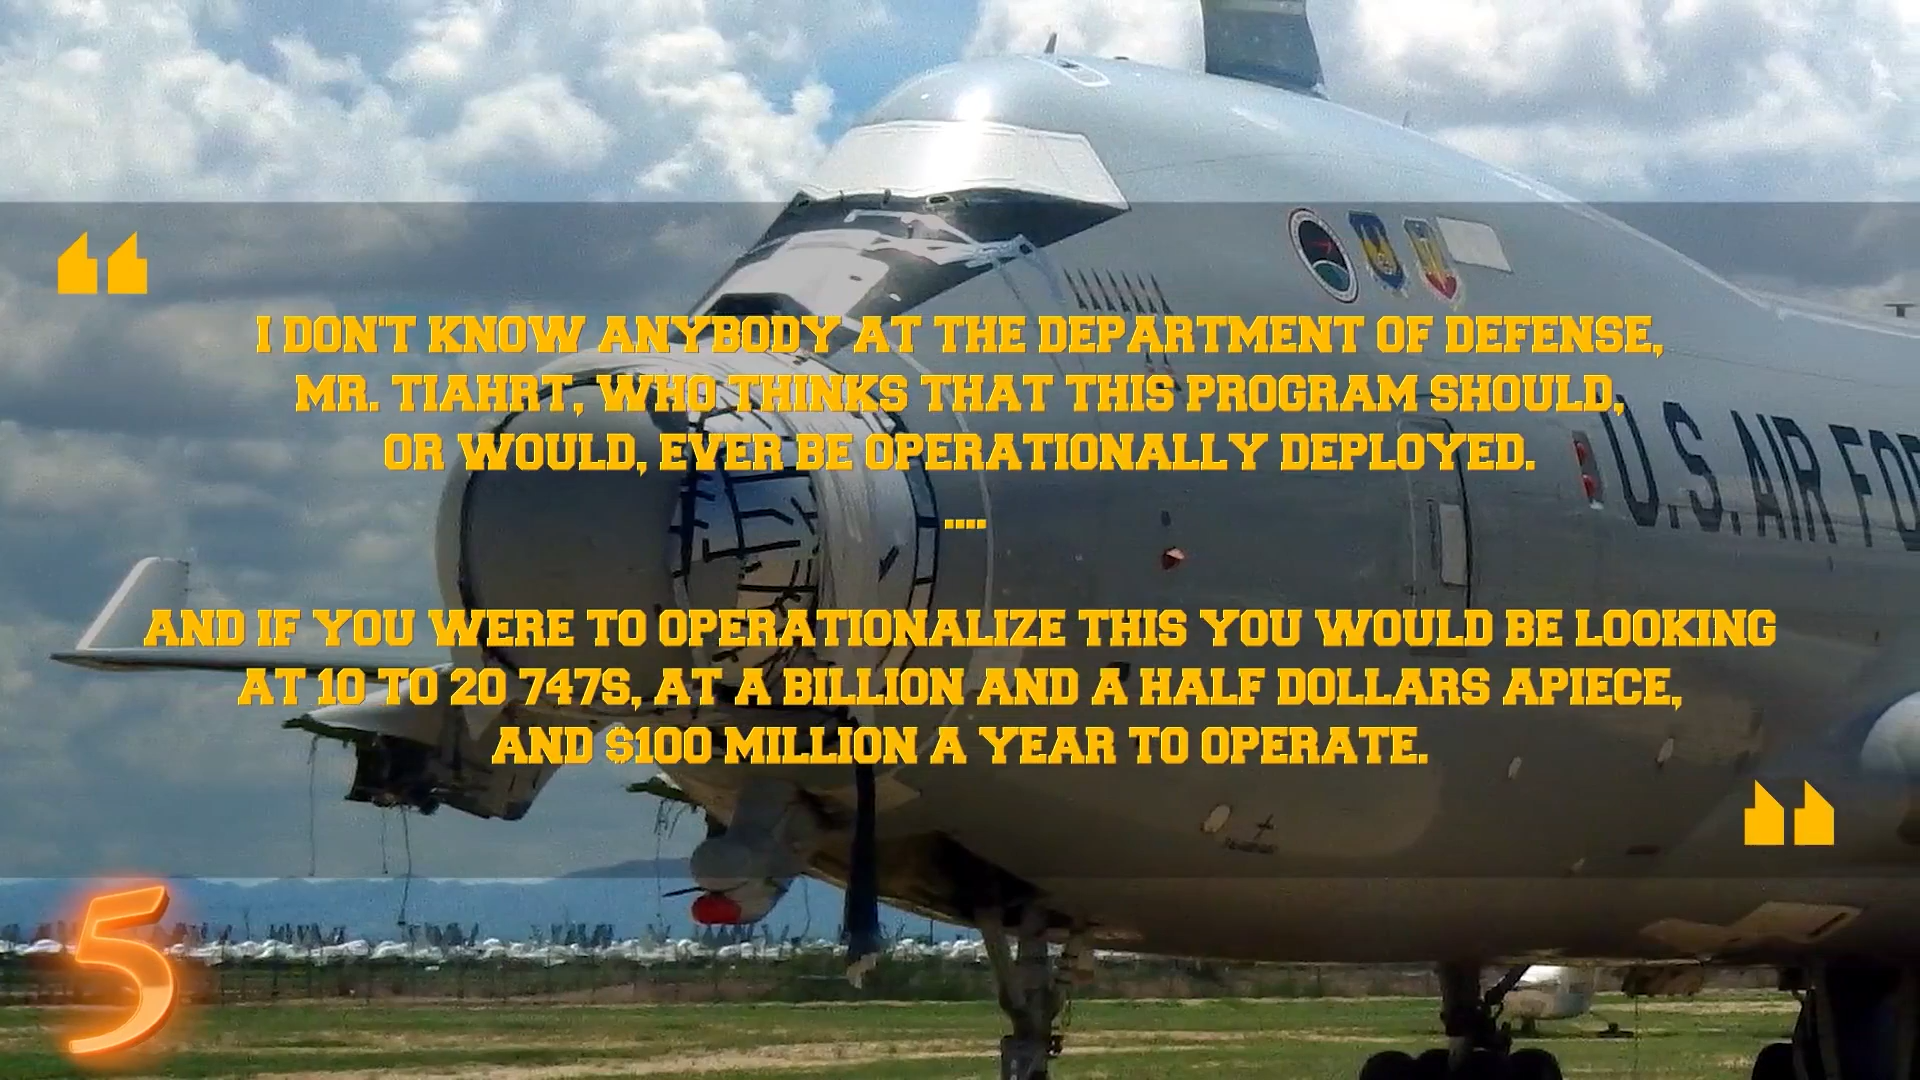 “
I DON'T KNOW ANYBODY AT THE DEPARTMENT OF DEFENSE,
MR. TIAHRT, WHO THINKS THAT THIS PROGRAM SHOULD,
OR WOULD, EVER BE OPERATIONALLY DEPLOYED.
....
AND IF YOU WERE TO OPERATIONALIZE THIS YOU WOULD BE LOOKING
AT 10 TO 20 747S, AT A BILLION AND A HALF DOLLARS APIECE,
AND $100 MILLION A YEAR TO OPERATE.
”
U.S. AIR FO
5